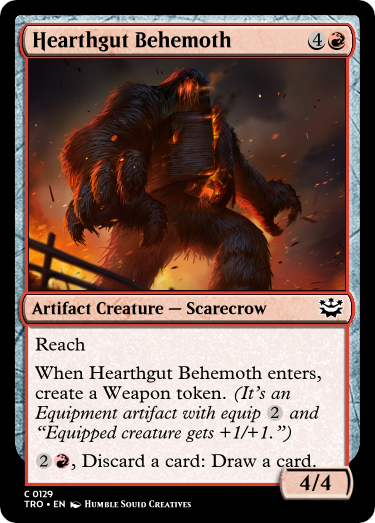 Hearthgut Behemoth 4
Artifact Creature — Scarecrow
Reach
When Hearthgut Behemoth enters,
create a Weapon token. (It's an
Equipment artifact with equip 2 and
“Equipped creature gets +1/+1.”)
2 , Discard a card: Draw a card.
4/4
C 0129
TRO • EN Humble Squid Creatives